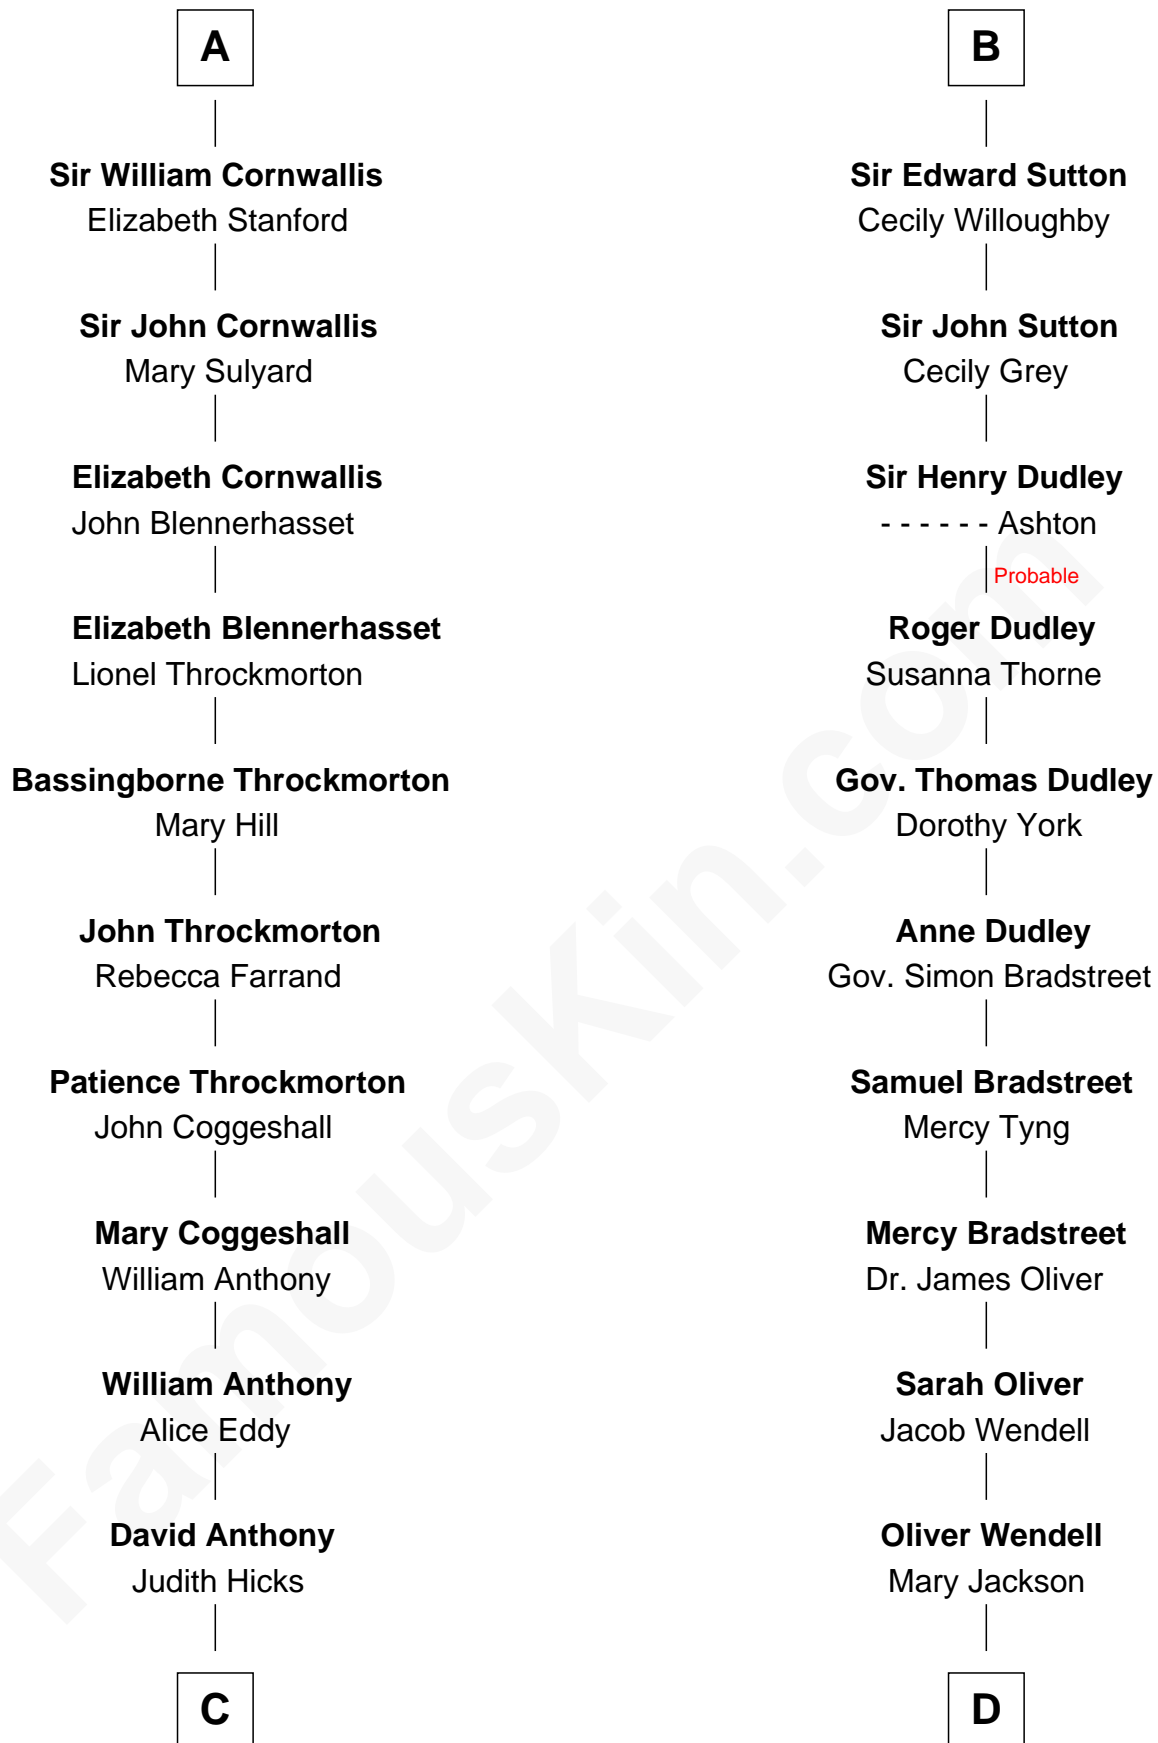 A
Sir William Cornwallis
Elizabeth Stanford
Sir John Cornwallis
Mary Sulyard
Elizabeth Cornwallis
John Blennerhasset
Elizabeth Blennerhasset
Lionel Throckmorton
Bassingborne Throckmorton
Mary Hill
John Throckmorton
Rebecca Farrand
Patience Throckmorton
John Coggeshall
Mary Coggeshall
William Anthony
William Anthony
Alice Eddy
David Anthony
Judith Hicks
C
B
Sir Edward Sutton
Cecily Willoughby
Sir John Sutton
Cecily Grey
Sir Henry Dudley
- - - - - - Ashton
Probable
Roger Dudley
Susanna Thorne
Gov. Thomas Dudley
Dorothy York
Anne Dudley
Gov. Simon Bradstreet
Samuel Bradstreet
Mercy Tyng
Mercy Bradstreet
Dr. James Oliver
Sarah Oliver
Jacob Wendell
Oliver Wendell
Mary Jackson
D
FamousKin.com